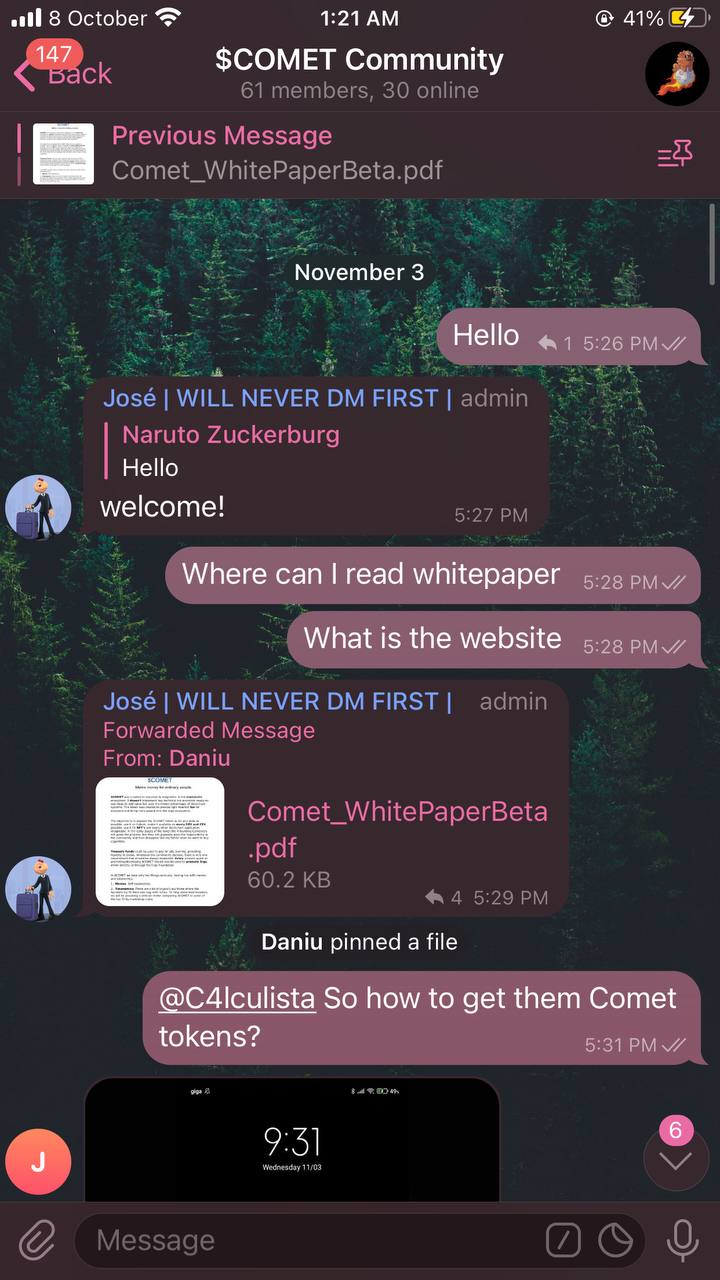 8 October 1:21 AM 41%
147
Back
$COMET Community
61 members, 30 online
Previous Message
Comet_WhitePaperBeta.pdf
November 3
Hello 1 5:26 PM
José | WILL NEVER DM FIRST | admin
Naruto Zuckerburg
Hello
welcome! 5:27 PM
Where can I read whitepaper 5:28 PM
What is the website 5:28 PM
José | WILL NEVER DM FIRST | admin
Forwarded Message
From: Daniu
$COMET
Comet_WhitePaperBeta
.pdf
60.2 KB
4 5:29 PM
Daniu pinned a file
@C4lculista So how to get them Comet
tokens? 5:31 PM
giga 49%
9:31
Wednesday 11/03
J
6
Message